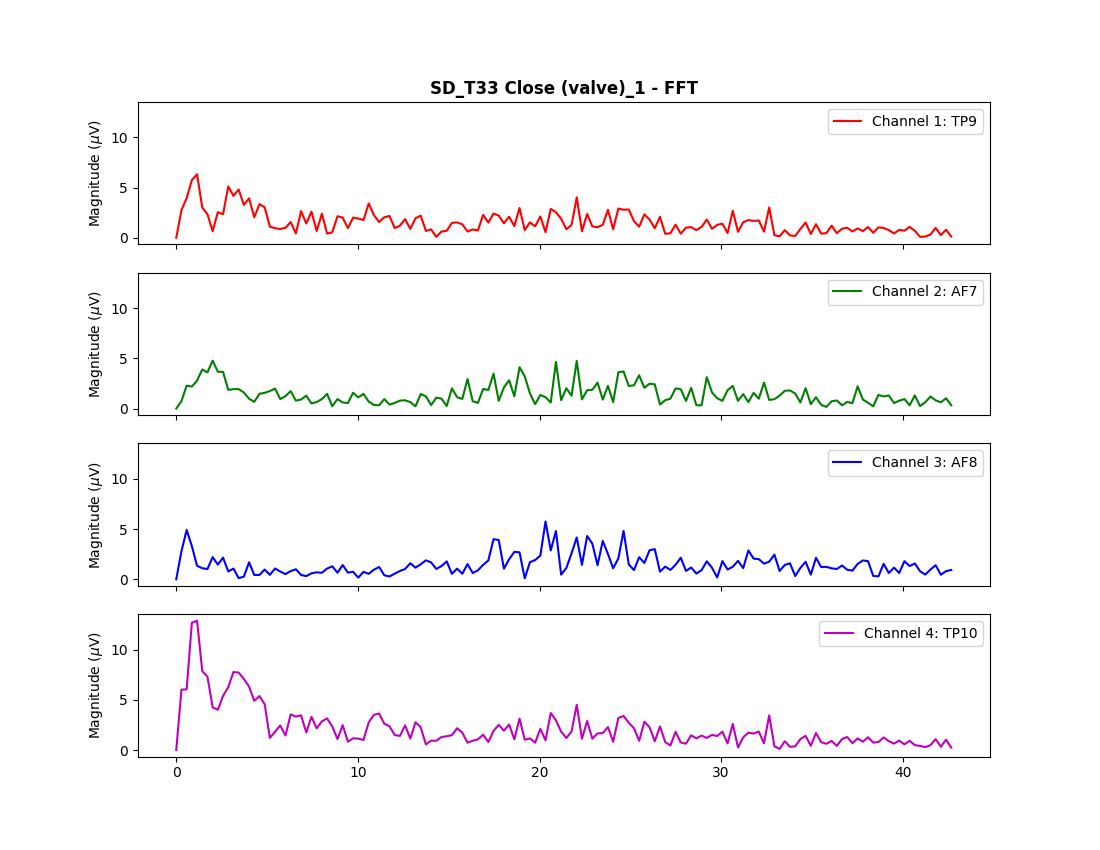 SD_T33 Close (valve)_1 - FFT
Magnitude (μV)
10
5
0
Channel 1: TP9
Magnitude (μV)
10
5
0
Channel 2: AF7
Magnitude (μV)
10
5
0
Channel 3: AF8
Magnitude (μV)
10
5
0
Channel 4: TP10
0 10 20 30 40